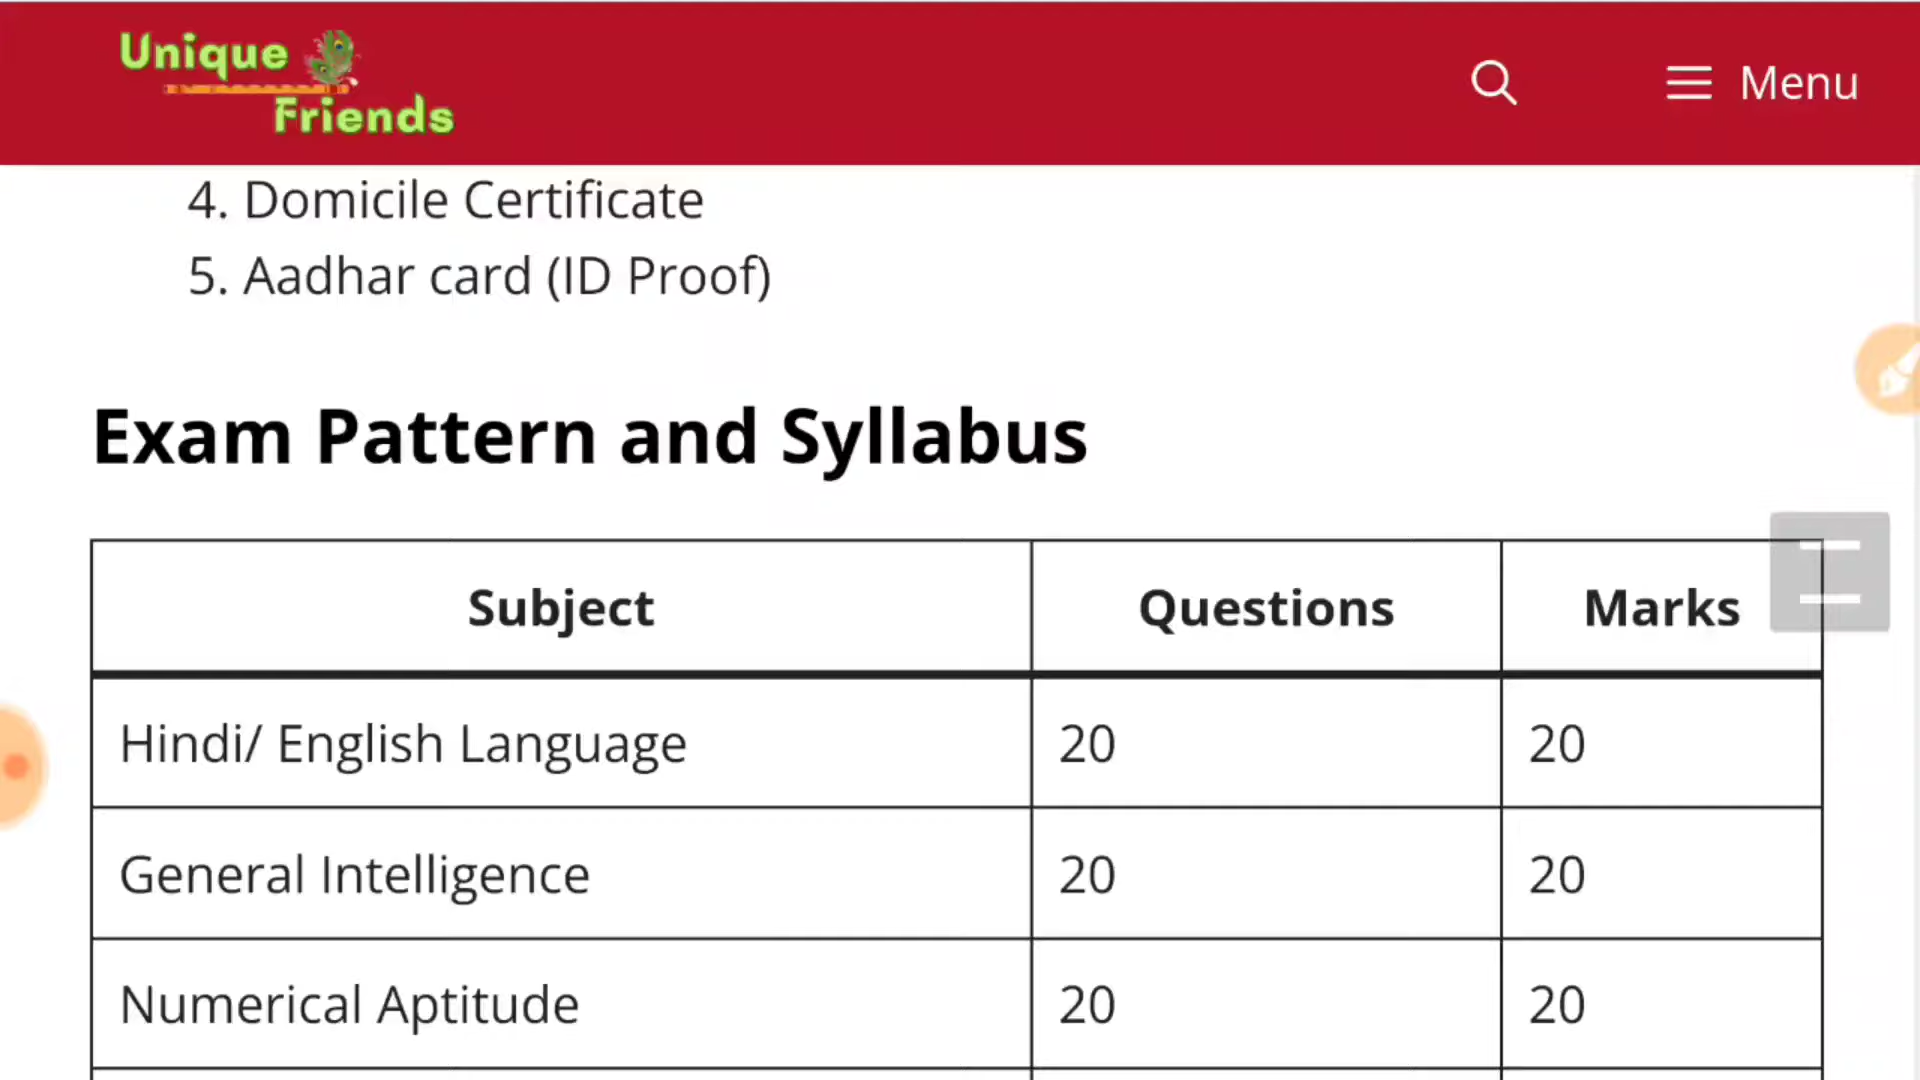 Unique
Friends
Menu
4. Domicile Certificate
5. Aadhar card (ID Proof)
Exam Pattern and Syllabus
Subject Questions Marks
Hindi/ English Language 20 20
General Intelligence 20 20
Numerical Aptitude 20 20